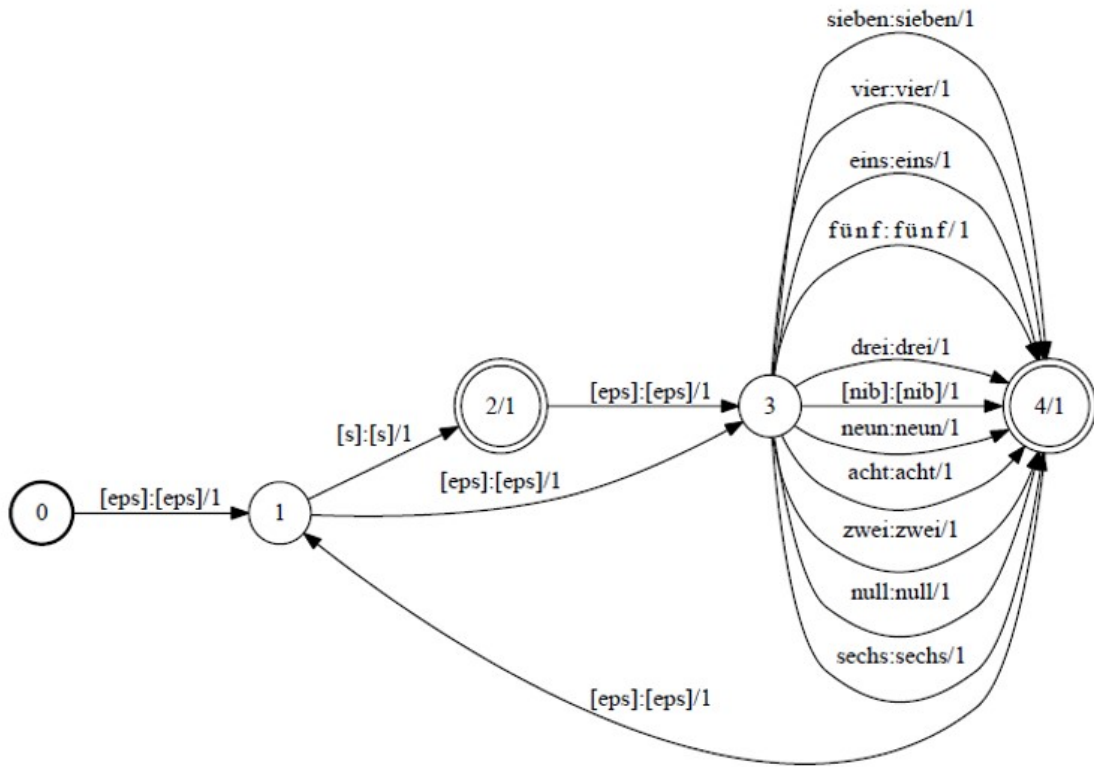 sieben:sieben/1
vier:vier/1
eins:eins/1
fünf:fünf/1
drei:drei/1
[nib]:[nib]/1
neun:neun/1
acht:acht/1
zwei:zwei/1
null:null/1
sechs:sechs/1
[eps]:[eps]/1
2/1
3
4/1
[s]:[s]/1
[eps]:[eps]/1
0
[eps]:[eps]/1
1
[eps]:[eps]/1